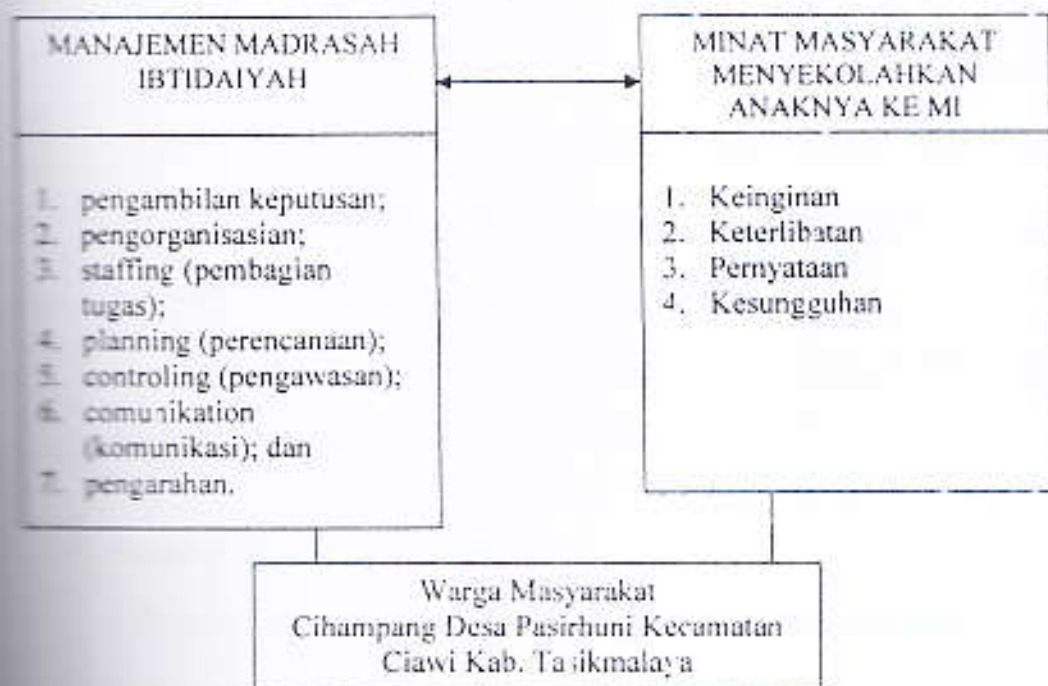 MANAJEMEN MADRASAH
IBTIDAIYAH
1. pengambilan keputusan;
2. pengorganisasian;
3. staffing (pembagian
tugas);
4. planning (perencanaan);
5. controling (pengawasan);
6. comunikation
(komunikasi); dan
7. pengarahan.
MINAT MASYARAKAT
MENYEKOLAHKAN
ANAKNYA KE MI
1. Keinginan
2. Keterlibatan
3. Pernyataan
4. Kesungguhan
Warga Masyarakat
Cihampang Desa Pasirhuni Kecamatan
Ciawi Kab. Tasikmalaya